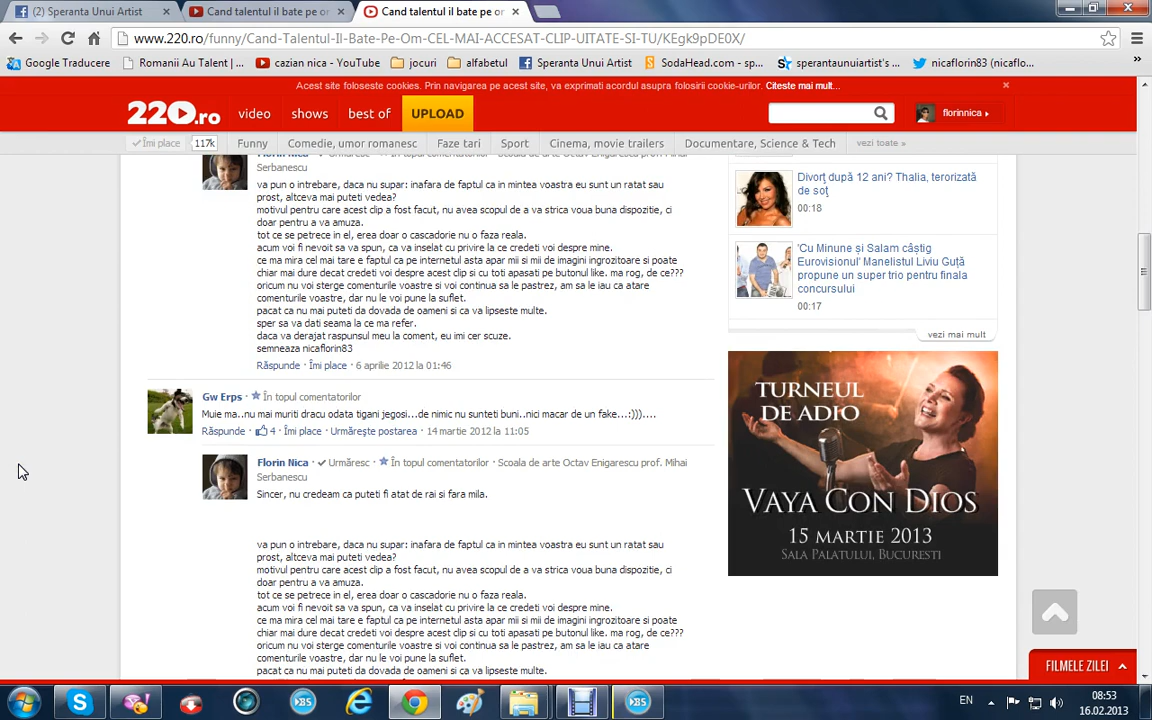 (2) Speranta Unui Artist
Cand talentul il bate pe or
Cand talentul il bate pe or
www.220.ro/funny/Cand-Talentul-Il-Bate-Pe-Om-CEL-MAI-ACCESAT-CLIP-UITATE-SI-TU/KEgk9pDE0X/
Google Traducere
Romanii Au Talent | ...
cazian nica - YouTube
jocuri
alfabetul
Speranta Unui Artist
SodaHead.com - sp...
sperantaunuiartist's ...
nicaflorin83 (nicaflo...
Acest site foloseste cookies. Prin navigarea pe acest site, va exprimati acordul asupra folosirii cookie-urilor. Citeste mai mult...
220.ro
video
shows
best of
UPLOAD
florinnica
Îmi place
117k
Funny
Comedie, umor romanesc
Faze tari
Sport
Cinema, movie trailers
Documentare, Science & Tech
vezi toate »
Florin Nica · Urmăresc · În topul comentatorilor · Scoala de arte Octav Enigarescu prof. Mihai
Serbanescu
va pun o intrebare, daca nu supar: inafara de faptul ca in mintea voastra eu sunt un ratat sau
prost, altceva mai puteti vedea?
motivul pentru care acest clip a fost facut, nu avea scopul de a va strica voua buna dispozitie, ci
doar pentru a va amuza.
tot ce se petrece in el, erea doar o cascadorie nu o faza reala.
acum voi fi nevoit sa va spun, ca va inselat cu privire la ce credeti voi despre mine.
ce ma mira cel mai tare e faptul ca pe internetul asta apar mii si mii de imagini ingrozitoare si poate
chiar mai dure decat credeti voi despre acest clip si cu toti apasati pe butonul like. ma rog, de ce???
oricum nu voi sterge comenturile voastre si voi continua sa le pastrez, am sa le iau ca atare
comenturile voastre, dar nu le voi pune la suflet.
pacat ca nu mai puteti da dovada de oameni si ca va lipseste multe.
sper sa va dati seama la ce ma refer.
daca va derajat raspunsul meu la coment, eu imi cer scuze.
semneaza nicaflorin83
Răspunde · Îmi place · 6 aprilie 2012 la 01:46
Gw Erps · În topul comentatorilor
Muie ma..nu mai muriti dracu odata tigani jegosi...de nimic nu sunteti buni..nici macar de un fake...:)))....
Răspunde · 4 · Îmi place · Urmăreşte postarea · 14 martie 2012 la 11:05
Florin Nica · Urmăresc · În topul comentatorilor · Scoala de arte Octav Enigarescu prof. Mihai
Serbanescu
Sincer, nu credeam ca puteti fi atat de rai si fara mila.
va pun o intrebare, daca nu supar: inafara de faptul ca in mintea voastra eu sunt un ratat sau
prost, altceva mai puteti vedea?
motivul pentru care acest clip a fost facut, nu avea scopul de a va strica voua buna dispozitie, ci
doar pentru a va amuza.
tot ce se petrece in el, erea doar o cascadorie nu o faza reala.
acum voi fi nevoit sa va spun, ca va inselat cu privire la ce credeti voi despre mine.
ce ma mira cel mai tare e faptul ca pe internetul asta apar mii si mii de imagini ingrozitoare si poate
chiar mai dure decat credeti voi despre acest clip si cu toti apasati pe butonul like. ma rog, de ce???
oricum nu voi sterge comenturile voastre si voi continua sa le pastrez, am sa le iau ca atare
comenturile voastre, dar nu le voi pune la suflet.
pacat ca nu mai puteti da dovada de oameni si ca va lipseste multe.
Divorţ după 12 ani? Thalia, terorizată
de soţ
00:18
'Cu Minune și Salam câștig
Eurovisionul' Manelistul Liviu Guță
propune un super trio pentru finala
concursului
00:17
vezi mai mult
TURNEUL
DE ADIO
VAYA CON DIOS
15 MARTIE 2013
SALA PALATULUI, BUCURESTI
FILMELE ZILEI
BS
BS
EN
08:53
16.02.2013